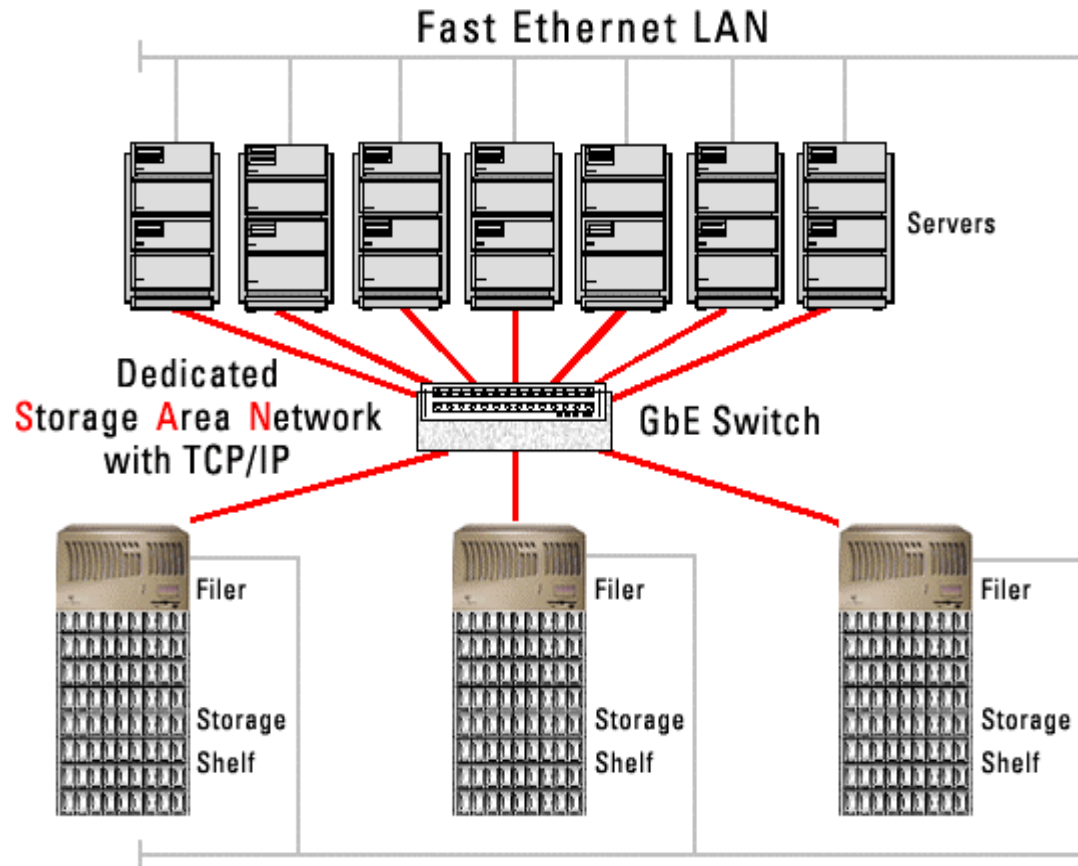 Fast Ethernet LAN
Servers
Dedicated
Storage Area Network
with TCP/IP
GbE Switch
Filer
Storage
Shelf
Filer
Storage
Shelf
Filer
Storage
Shelf